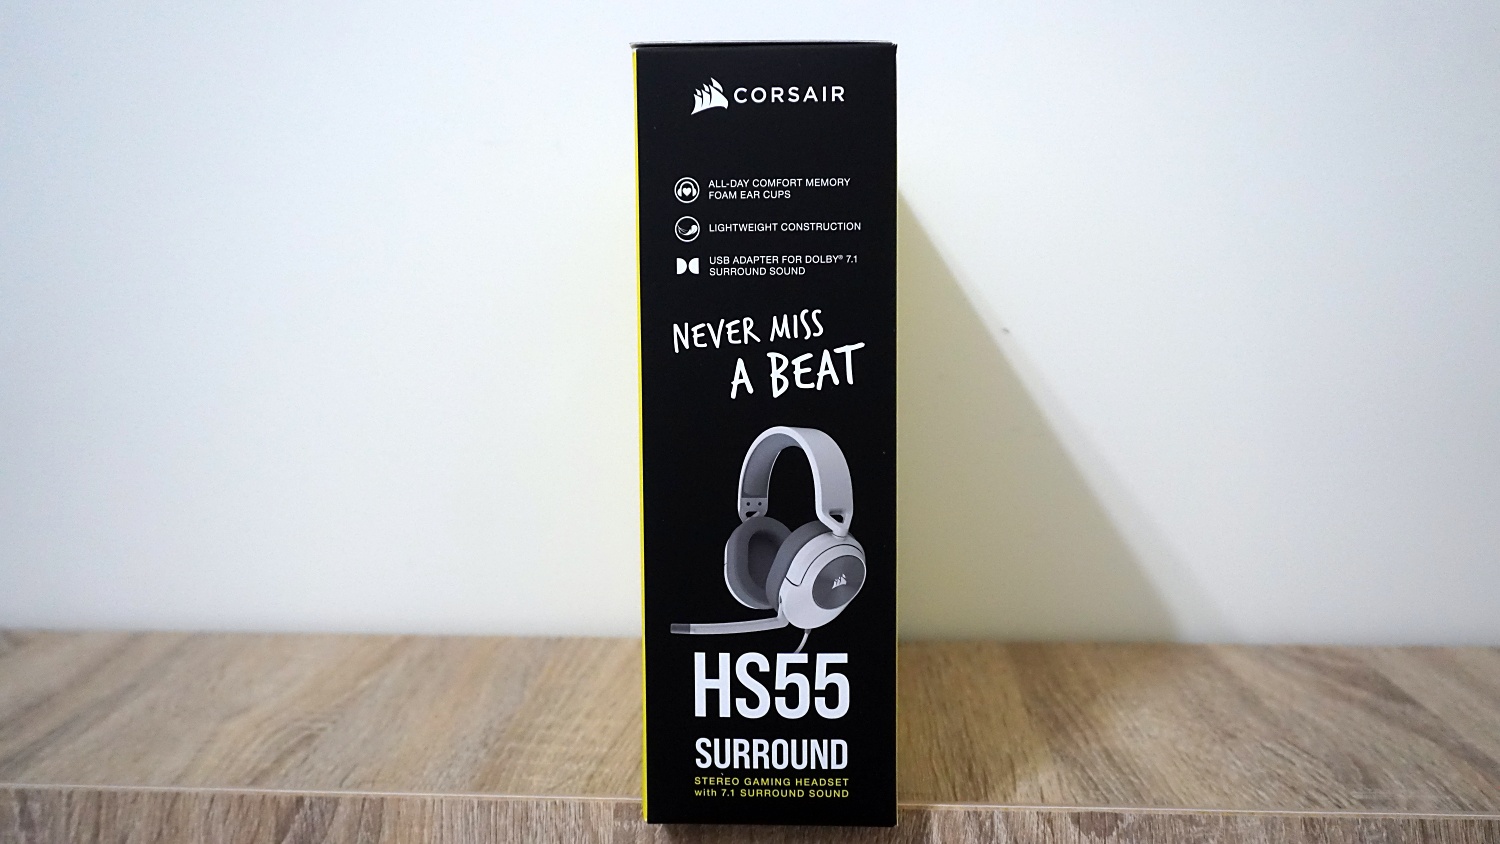 CORSAIR
ALL-DAY COMFORT MEMORY
FOAM EAR CUPS
LIGHTWEIGHT CONSTRUCTION
USB ADAPTER FOR DOLBY® 7.1
SURROUND SOUND
NEVER MISS
A BEAT
HS55
SURROUND
STEREO GAMING HEADSET
with 7.1 SURROUND SOUND